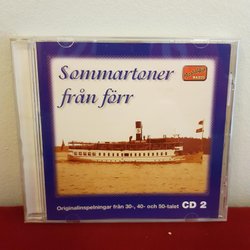 Sommartoner
från förr
Originalinspelningar från 30-, 40- och 50-talet CD 2